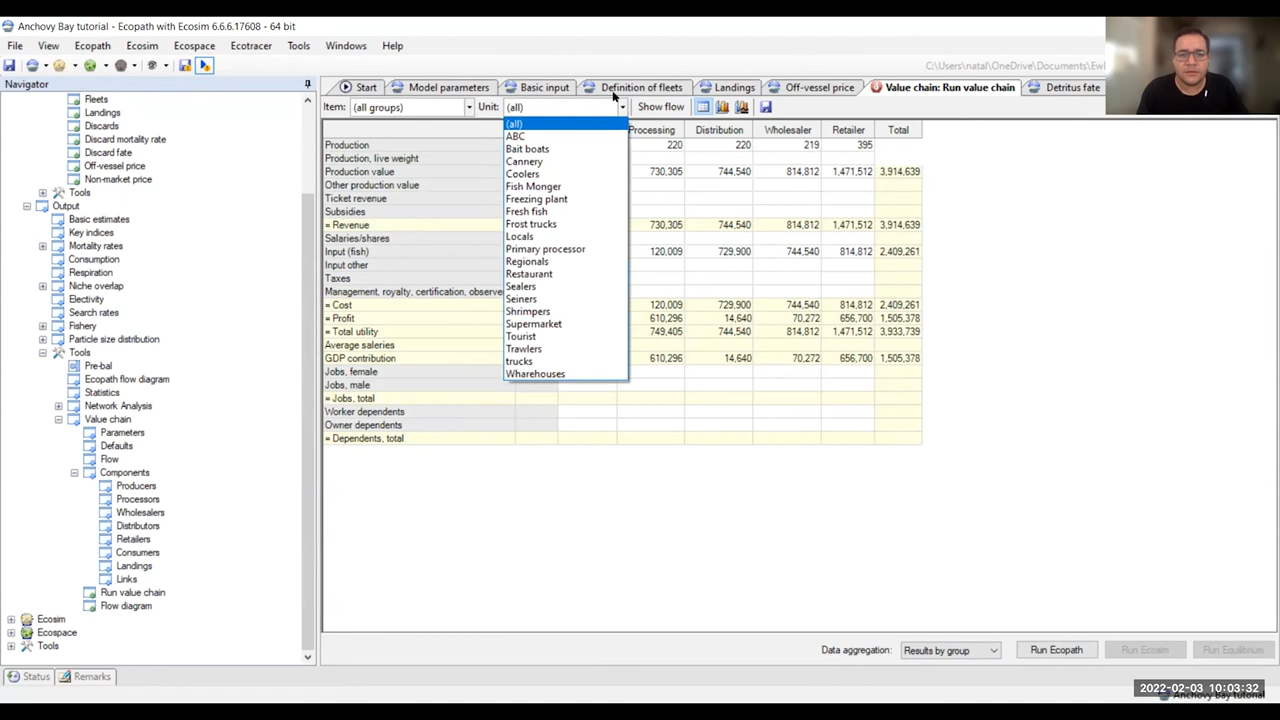 Anchovy Bay tutorial - Ecopath with Ecosim 6.6.6.17608 - 64 bit
File View Ecopath Ecosim Ecospace Ecotracer Tools Windows Help
C:\Users\natal\OneDrive\Documents\Ewl
Navigator
Start Model parameters Basic input Definition of fleets Landings Off-vessel price Value chain: Run value chain Detritus fate
Item: (all groups) Unit: (all) Show flow
Fleets
Landings
Discards
Discard mortality rate
Discard fate
Off-vessel price
Non-market price
Tools
Output
Basic estimates
Key indices
Mortality rates
Consumption
Respiration
Niche overlap
Electivity
Search rates
Fishery
Particle size distribution
Tools
Pre-bal
Ecopath flow diagram
Statistics
Network Analysis
Value chain
Parameters
Defaults
Flow
Components
Producers
Processors
Wholesalers
Distributors
Retailers
Consumers
Landings
Links
Run value chain
Flow diagram
Ecosim
Ecospace
Tools
Status Remarks
(all)
ABC
Bait boats
Cannery
Coolers
Fish Monger
Freezing plant
Fresh fish
Frost trucks
Locals
Primary processor
Regionals
Restaurant
Sealers
Seiners
Shrimpers
Supermarket
Tourist
Trawlers
trucks
Wharehouses
Processing Distribution Wholesaler Retailer Total
Production 220 220 219 395
Production, live weight
Production value 730,305 744,540 814,812 1,471,512 3,914,639
Other production value
Ticket revenue
Subsidies
= Revenue 730,305 744,540 814,812 1,471,512 3,914,639
Salaries/shares
Input (fish) 120,009 729,900 744,540 814,812 2,409,261
Input other
Taxes
Management, royalty, certification, observe
= Cost 120,009 729,900 744,540 814,812 2,409,261
= Profit 610,296 14,640 70,272 656,700 1,505,378
= Total utility 749,405 744,540 814,812 1,471,512 3,933,739
Average saleries
GDP contribution 610,296 14,640 70,272 656,700 1,505,378
Jobs, female
Jobs, male
= Jobs, total
Worker dependents
Owner dependents
= Dependents, total
Data aggregation: Results by group Run Ecopath Run Ecosim Run Equilibrium
2022-02-03 10:03:32
Anchovy Bay tutorial